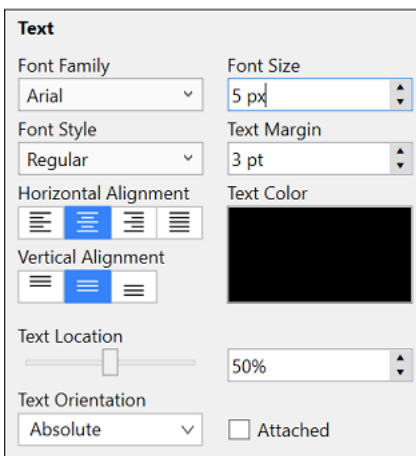 Text
Font Family Font Size
Arial 5 px
Font Style Text Margin
Regular 3 pt
Horizontal Alignment Text Color
Vertical Alignment
Text Location
50%
Text Orientation
Absolute Attached